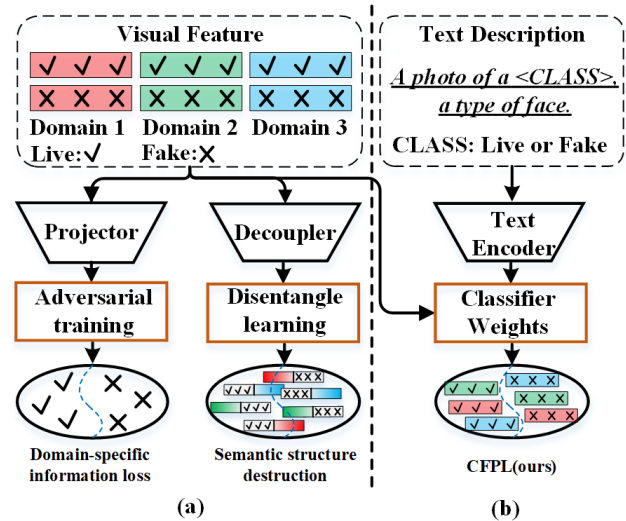 Visual Feature
Domain 1 Domain 2 Domain 3
Live: Fake:
Projector
Decoupler
Adversarial
training
Disentangle
learning
Domain-specific
information loss
Semantic structure
destruction
(a)
Text Description
A photo of a <CLASS>,
a type of face.
CLASS: Live or Fake
Text
Encoder
Classifier
Weights
CFPL(ours)
(b)